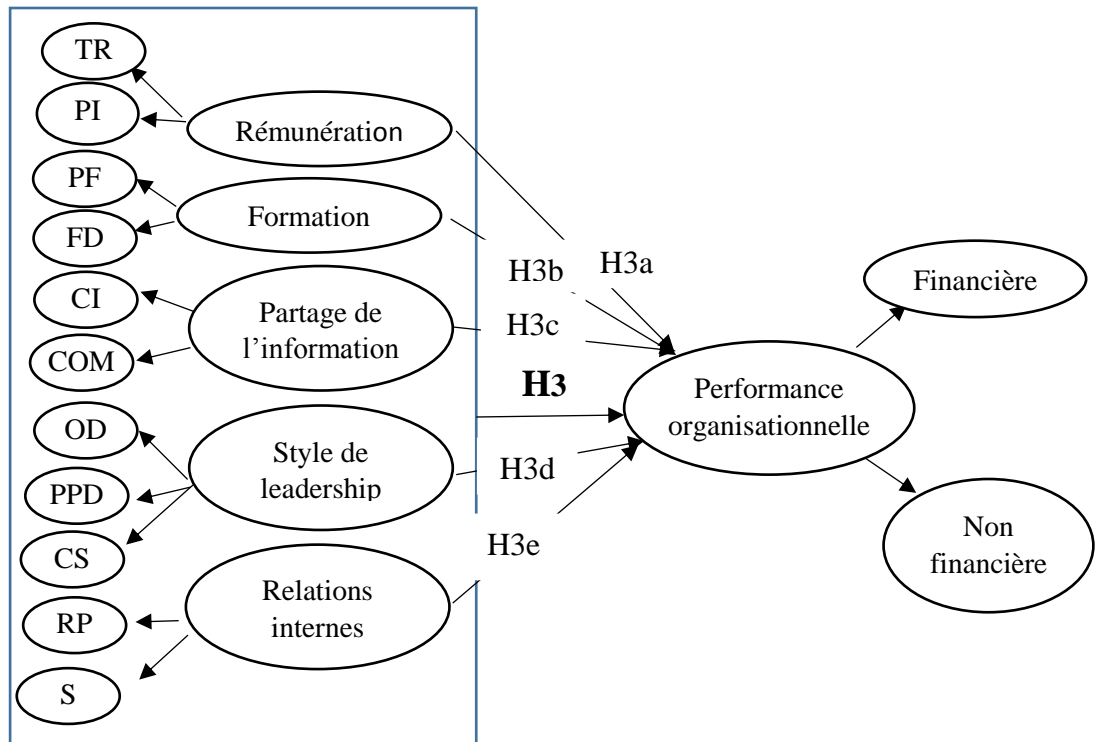 TR
PI
PF
FD
CI
COM
OD
PPD
CS
RP
S
Rémunération
Formation
Partage de
l’information
Style de
leadership
Relations
internes
H3a
H3b
H3c
H3
H3d
H3e
Performance
organisationnelle
Financière
Non
financière